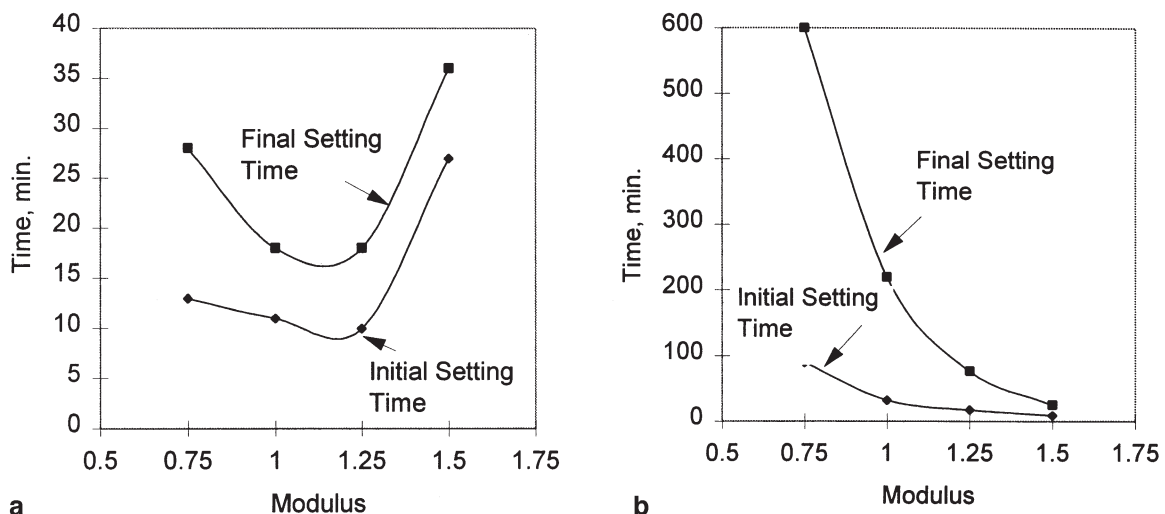 40
35
30
25
20
15
10
5
0
Time, min.
Final Setting
Time
Initial Setting
Time
0.5 0.75 1 1.25 1.5 1.75
Modulus
a
600
500
400
300
200
100
0
Time, min.
Final Setting
Time
Initial Setting
Time
0.5 0.75 1 1.25 1.5 1.75
Modulus
b